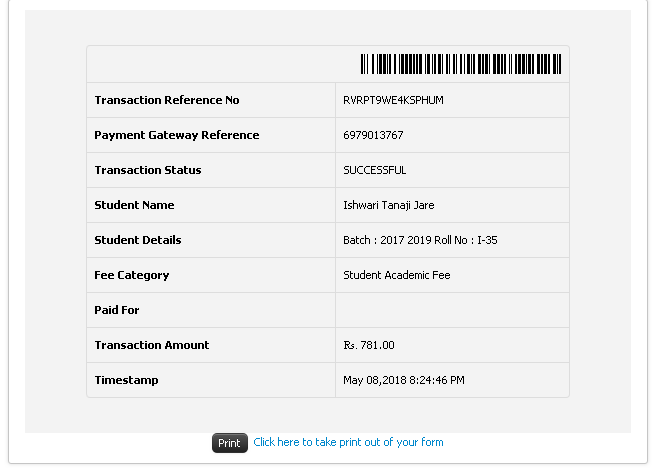 Transaction Reference No RVRPT9WE4KSPHUM
Payment Gateway Reference 6979013767
Transaction Status SUCCESSFUL
Student Name Ishwari Tanaji Jare
Student Details Batch : 2017 2019 Roll No : I-35
Fee Category Student Academic Fee
Paid For
Transaction Amount Rs. 781.00
Timestamp May 08,2018 8:24:46 PM
Print Click here to take print out of your form